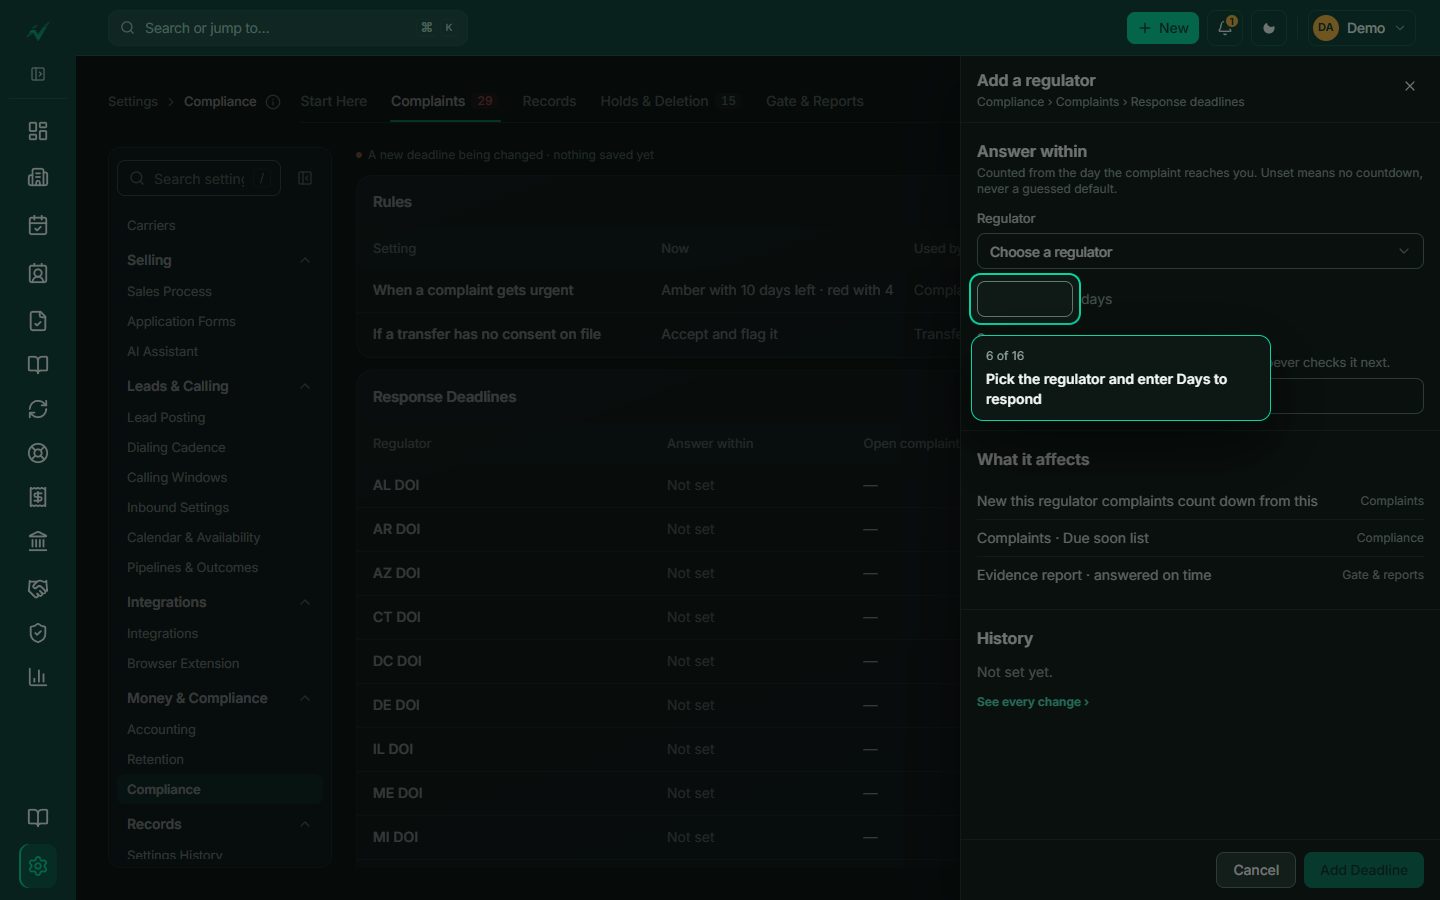 Search or jump to...
⌘ K
New
1
DA
Demo
Settings
Compliance
Start Here
Complaints 29
Records
Holds & Deletion 15
Gate & Reports
Search settin
/
Carriers
Selling
Sales Process
Application Forms
AI Assistant
Leads & Calling
Lead Posting
Dialing Cadence
Calling Windows
Inbound Settings
Calendar & Availability
Pipelines & Outcomes
Integrations
Integrations
Browser Extension
Money & Compliance
Accounting
Retention
Compliance
Records
Settings History
A new deadline being changed · nothing saved yet
Rules
Setting Now Used by
When a complaint gets urgent Amber with 10 days left · red with 4 Compla
If a transfer has no consent on file Accept and flag it Transfe
Response Deadlines
Regulator Answer within Open complaint
AL DOI Not set —
AR DOI Not set —
AZ DOI Not set —
CT DOI Not set —
DC DOI Not set —
DE DOI Not set —
IL DOI Not set —
ME DOI Not set —
MI DOI Not set —
Add a regulator
Compliance › Complaints › Response deadlines
Answer within
Counted from the day the complaint reaches you. Unset means no countdown,
never a guessed default.
Regulator
Choose a regulator
days
6 of 16
Pick the regulator and enter Days to
respond
ever checks it next.
What it affects
New this regulator complaints count down from this Complaints
Complaints · Due soon list Compliance
Evidence report · answered on time Gate & reports
History
Not set yet.
See every change ›
Cancel
Add Deadline